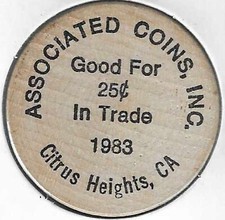 ASSOCIATED COINS, INC.
Good For
25¢
In Trade
1983
Citrus Heights, CA